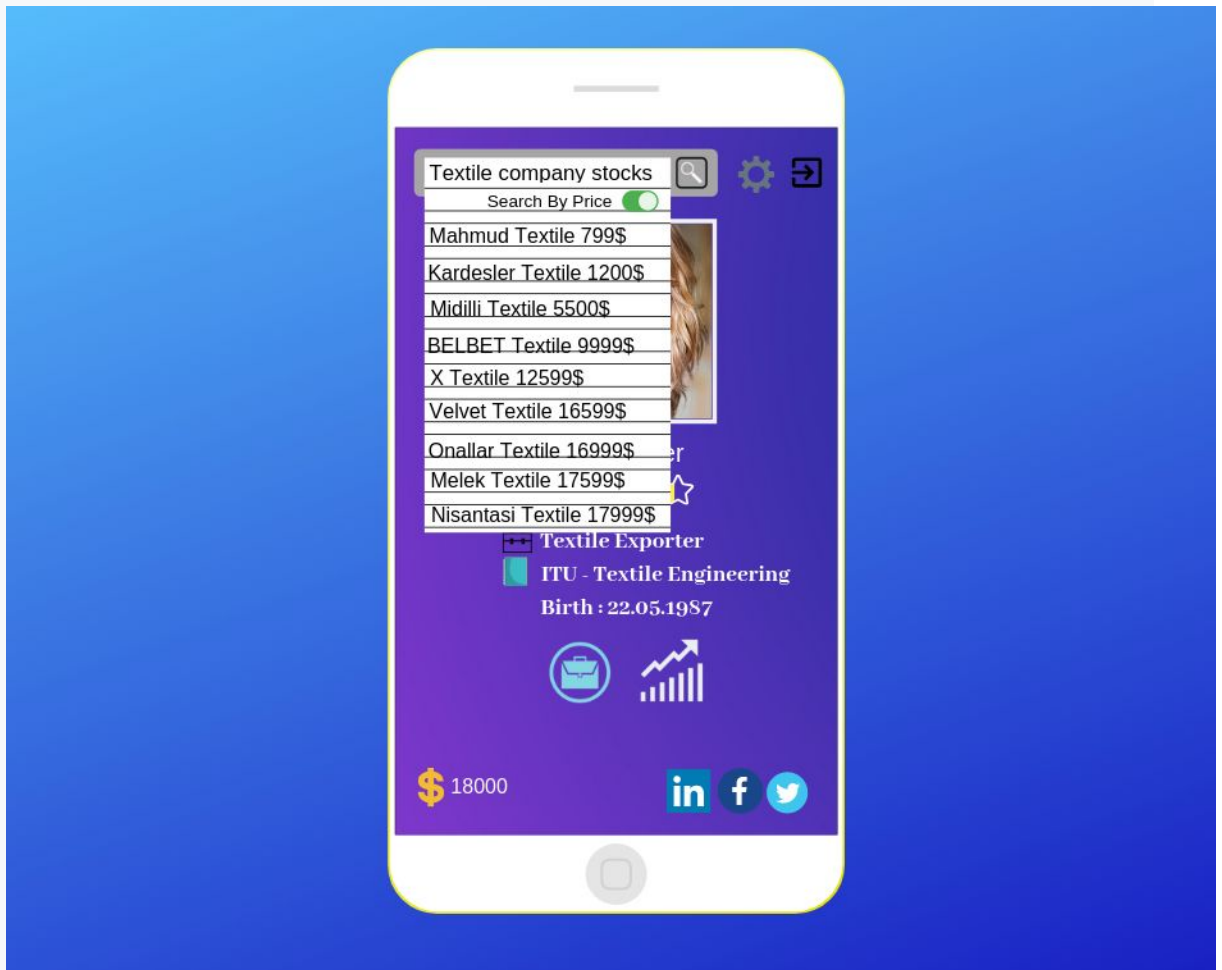 Textile company stocks
Search By Price
Mahmud Textile 799$
Kardesler Textile 1200$
Midilli Textile 5500$
BELBET Textile 9999$
X Textile 12599$
Velvet Textile 16599$
Onallar Textile 16999$
Melek Textile 17599$
Nisantasi Textile 17999$
Textile Exporter
ITU - Textile Engineering
Birth : 22.05.1987
$ 18000
in f